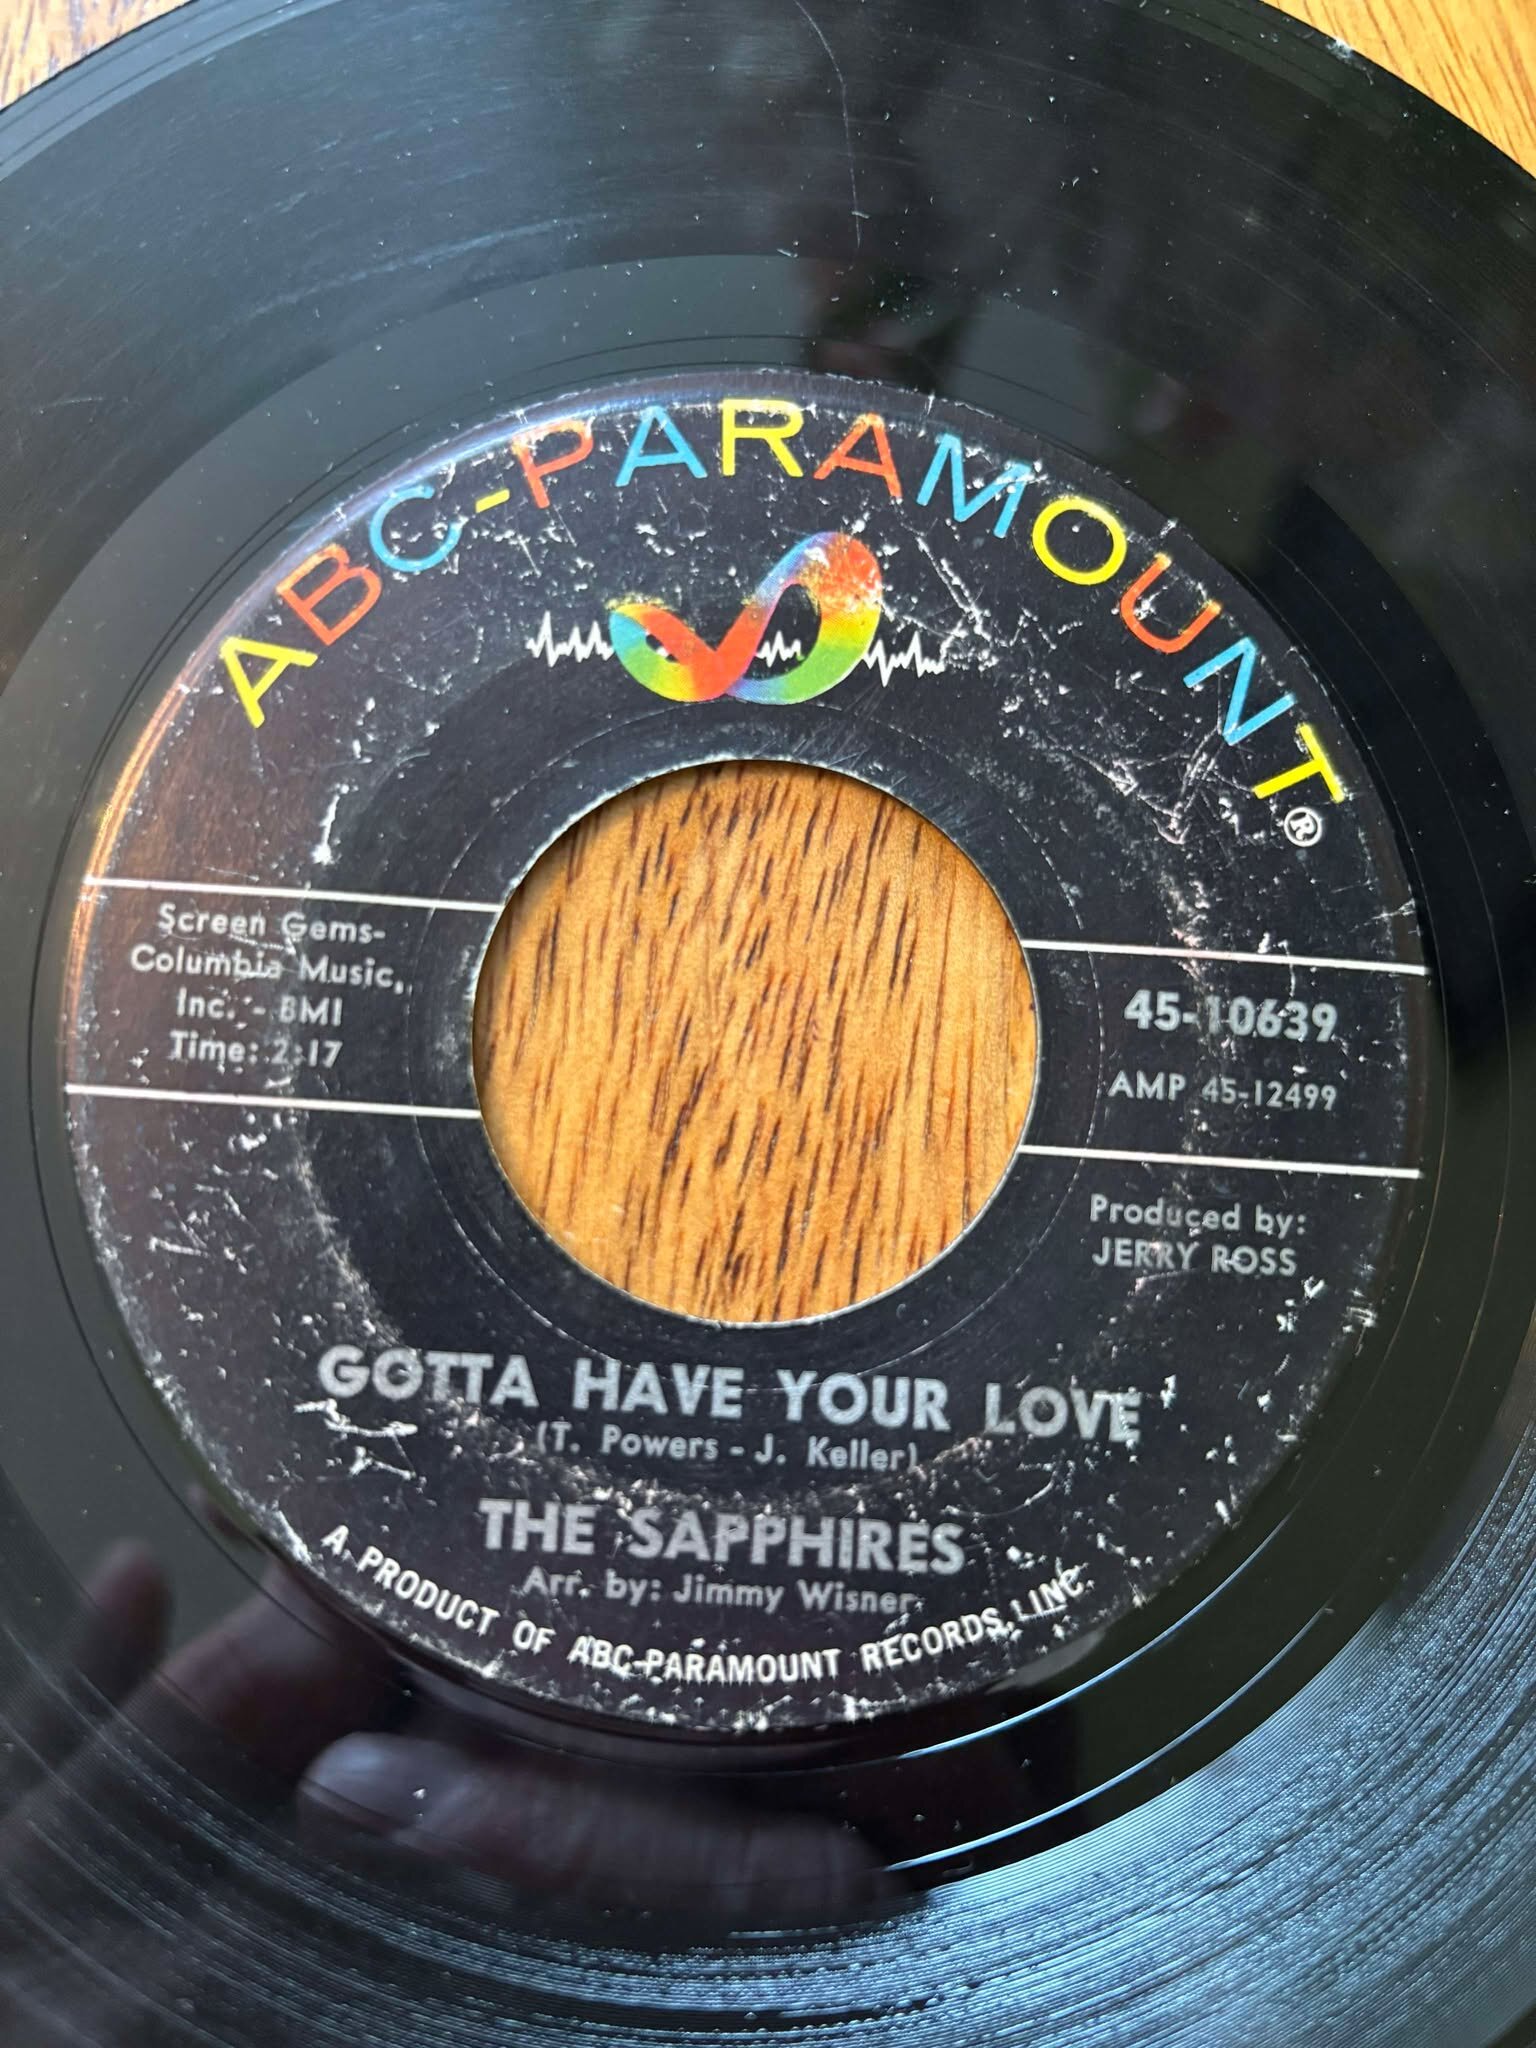 ABC-PARAMOUNT®
Screen Gems-
Columbia Music,
Inc. - BMI
Time: 2:17
45-10639
AMP 45-12499
Produced by:
JERRY ROSS
GOTTA HAVE YOUR LOVE
(T. Powers - J. Keller)
THE SAPPHIRES
Arr. by: Jimmy Wisner
A PRODUCT OF ABC-PARAMOUNT RECORDS, INC.